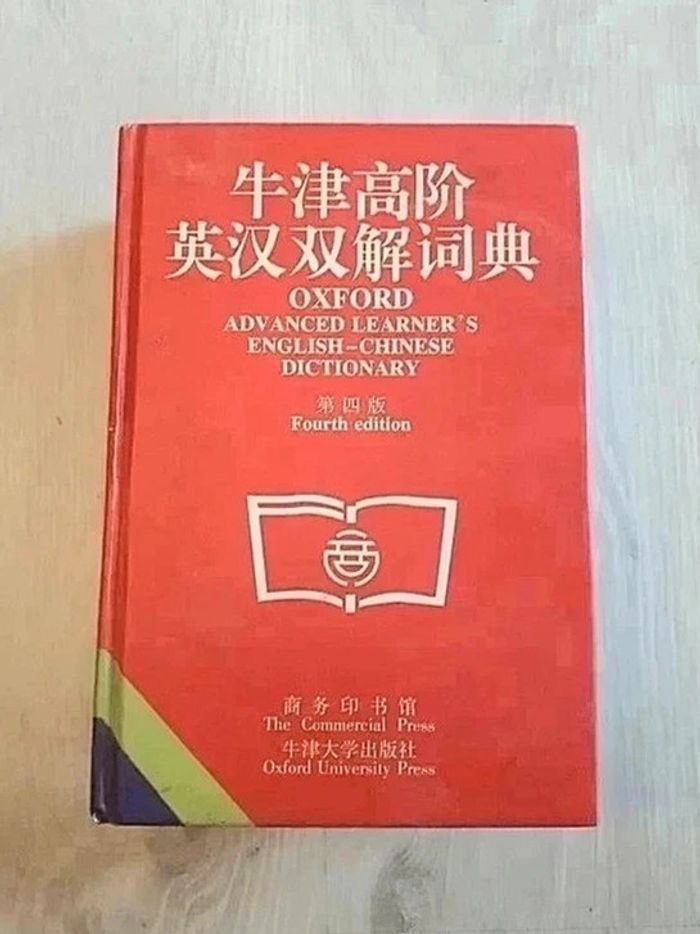 牛津高阶
英汉双解词典
OXFORD
ADVANCED LEARNER'S
ENGLISH-CHINESE
DICTIONARY
第四版
Fourth edition
商务印书馆
The Commercial Press
牛津大学出版社
Oxford University Press